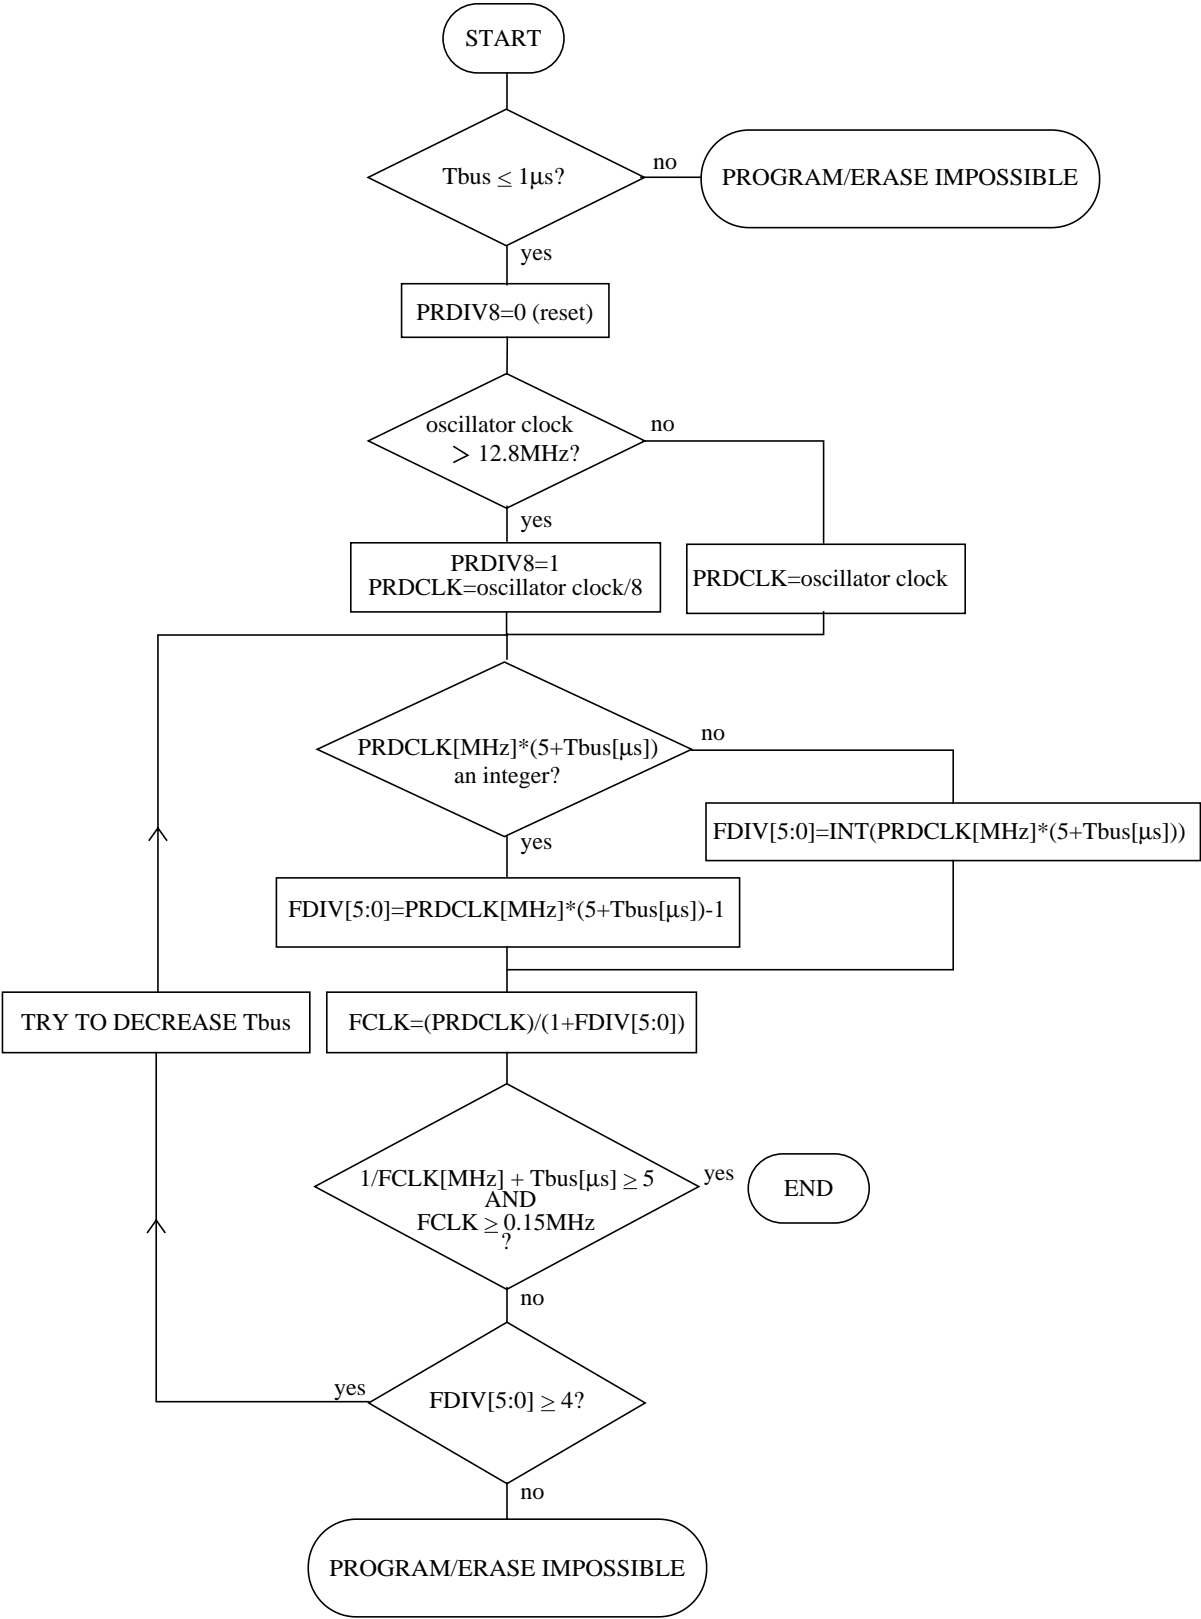 START
Tbus ≤ 1μs?
no
PROGRAM/ERASE IMPOSSIBLE
yes
PRDIV8=0 (reset)
oscillator clock
> 12.8MHz?
no
yes
PRDIV8=1
PRDCLK=oscillator clock/8
PRDCLK=oscillator clock
PRDCLK[MHz]*(5+Tbus[μs])
an integer?
no
yes
FDIV[5:0]=INT(PRDCLK[MHz]*(5+Tbus[μs]))
FDIV[5:0]=PRDCLK[MHz]*(5+Tbus[μs])-1
TRY TO DECREASE Tbus
FCLK=(PRDCLK)/(1+FDIV[5:0])
1/FCLK[MHz] + Tbus[μs] ≥ 5
AND
FCLK ≥ 0.15MHz
?
yes
END
no
FDIV[5:0] ≥ 4?
yes
no
PROGRAM/ERASE IMPOSSIBLE